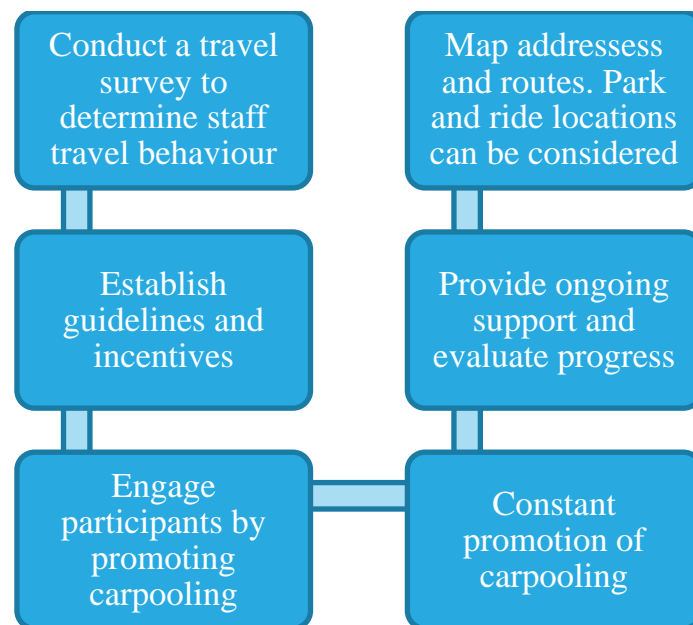 Conduct a travel
survey to
determine staff
travel behaviour
Establish
guidelines and
incentives
Engage
participants by
promoting
carpooling
Constant
promotion of
carpooling
Provide ongoing
support and
evaluate progress
Map addressess
and routes. Park
and ride locations
can be considered